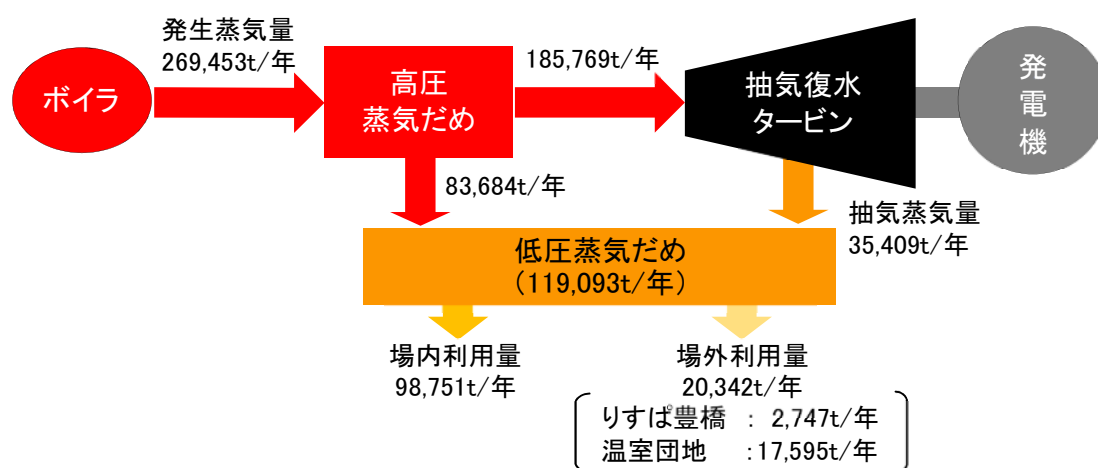 発生蒸気量
269,453t/年
ボイラ
高圧
蒸気だめ
185,769t/年
抽気復水
タービン
発
電
機
83,684t/年
抽気蒸気量
35,409t/年
低圧蒸気だめ
(119,093t/年)
場内利用量
98,751t/年
場外利用量
20,342t/年
りすぱ豊橋 : 2,747t/年
温室団地 :17,595t/年